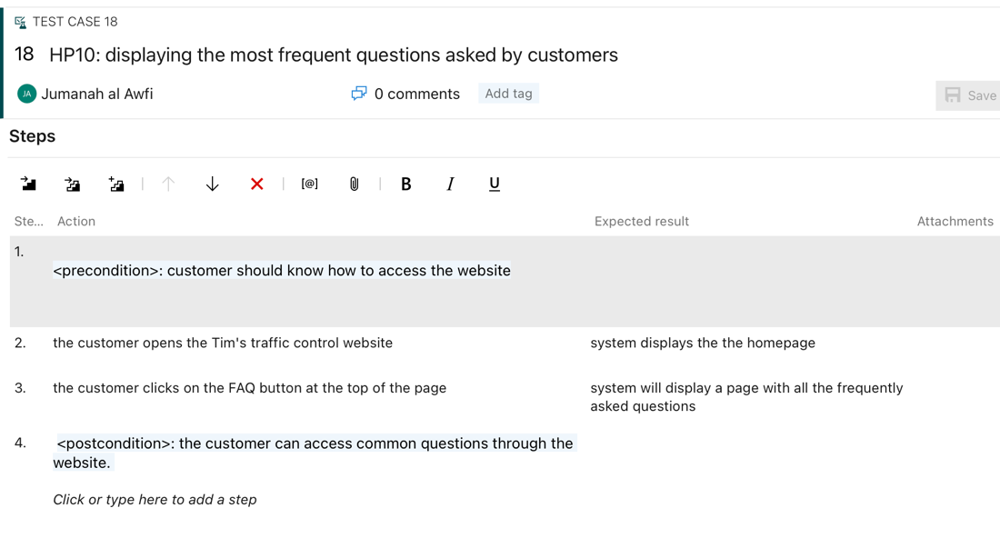 TEST CASE 18
18 HP10: displaying the most frequent questions asked by customers
JA Jumanah al Awfi
0 comments
Add tag
Save
Steps
[@]
B I U
Ste... Action Expected result Attachments
1.
<precondition>: customer should know how to access the website
2. the customer opens the Tim's traffic control website system displays the the homepage
3. the customer clicks on the FAQ button at the top of the page system will display a page with all the frequently
asked questions
4. <postcondition>: the customer can access common questions through the
website.
Click or type here to add a step